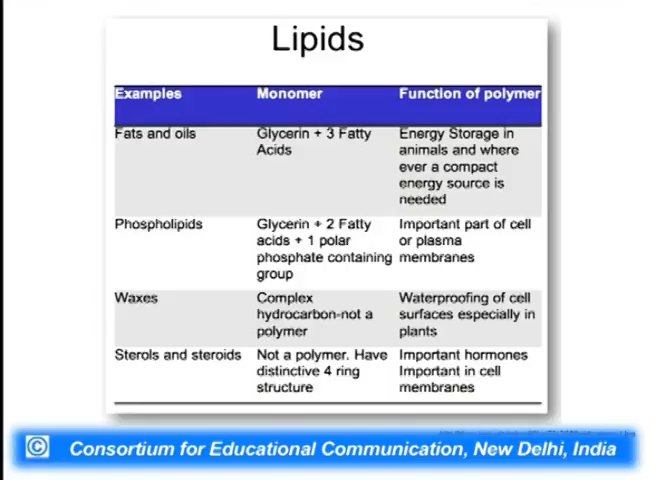 Lipids
Examples Monomer Function of polymer
Fats and oils Glycerin + 3 Fatty Energy Storage in
Acids animals and where
ever a compact
energy source is
needed
Phospholipids Glycerin + 2 Fatty Important part of cell
acids + 1 polar or plasma
phosphate containing membranes
group
Waxes Complex Waterproofing of cell
hydrocarbon-not a surfaces especially in
polymer plants
Sterols and steroids Not a polymer. Have Important hormones
distinctive 4 ring Important in cell
structure membranes
© Consortium for Educational Communication, New Delhi, India